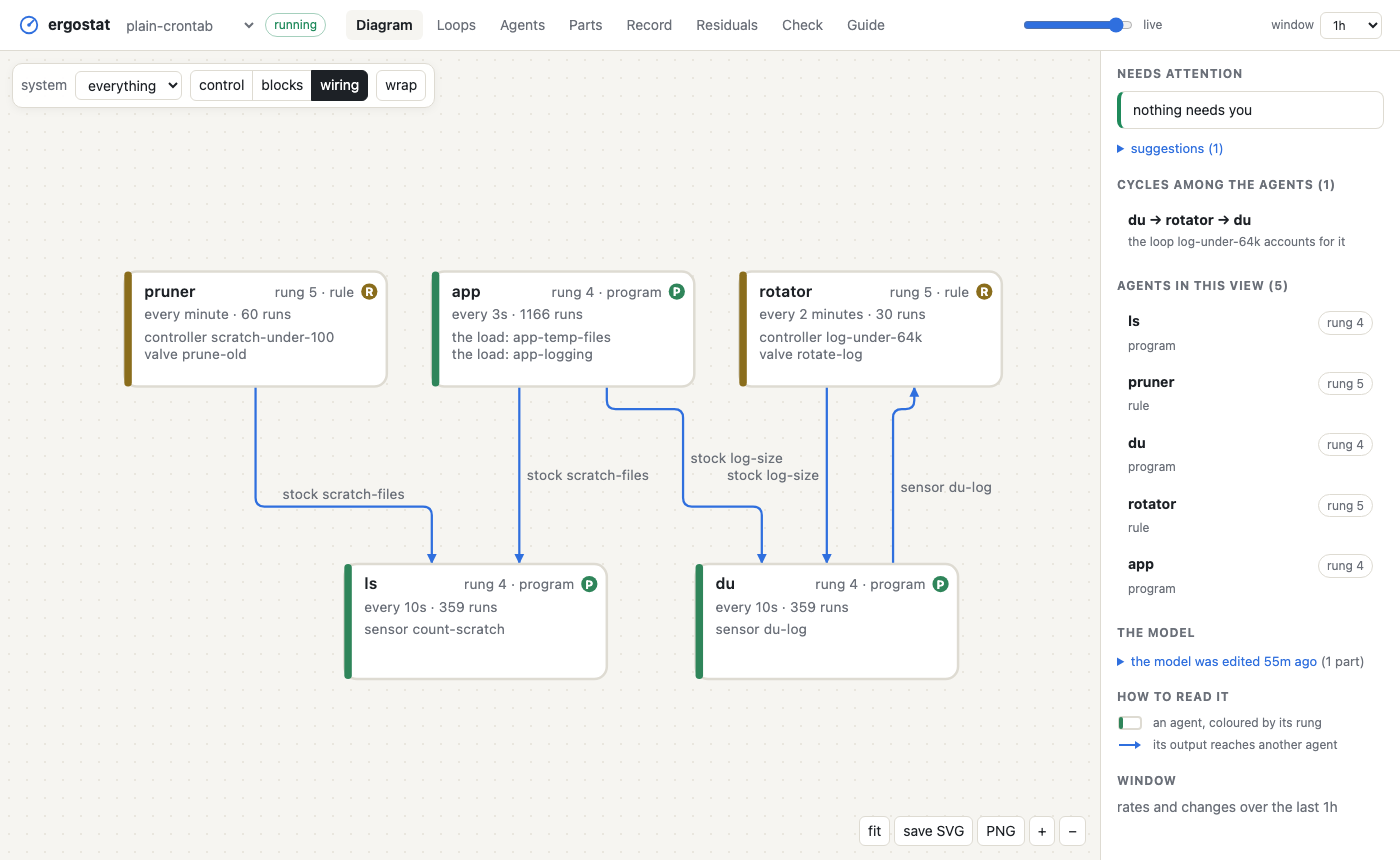 ergostat plain-crontab running Diagram Loops Agents Parts Record Residuals Check Guide live window 1h
system everything control blocks wiring wrap
pruner rung 5 · rule R
every minute · 60 runs
controller scratch-under-100
valve prune-old
app rung 4 · program P
every 3s · 1166 runs
the load: app-temp-files
the load: app-logging
rotator rung 5 · rule R
every 2 minutes · 30 runs
controller log-under-64k
valve rotate-log
stock scratch-files
stock scratch-files
stock log-size
stock log-size
sensor du-log
ls rung 4 · program P
every 10s · 359 runs
sensor count-scratch
du rung 4 · program P
every 10s · 359 runs
sensor du-log
fit save SVG PNG + −
NEEDS ATTENTION
nothing needs you
suggestions (1)
CYCLES AMONG THE AGENTS (1)
du → rotator → du
the loop log-under-64k accounts for it
AGENTS IN THIS VIEW (5)
ls rung 4
program
pruner rung 5
rule
du rung 4
program
rotator rung 5
rule
app rung 4
program
THE MODEL
the model was edited 55m ago (1 part)
HOW TO READ IT
an agent, coloured by its rung
its output reaches another agent
WINDOW
rates and changes over the last 1h